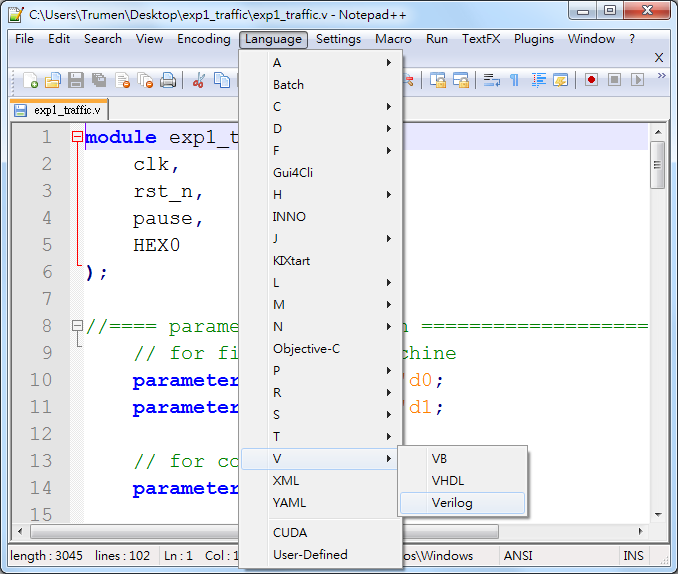 C:\Users\Trumen\Desktop\exp1_traffic\exp1_traffic.v - Notepad++
File Edit Search View Encoding Language Settings Macro Run TextFX Plugins Window ?
X
exp1_traffic.v
1 module exp1_t
2 clk,
3 rst_n,
4 pause,
5 HEX0
6 );
7
8 //==== parame n ===================
9 // for fi chine
10 parameter 'd0;
11 parameter 'd1;
12
13 // for co
14 parameter
15
A
Batch
C
D
F
Gui4Cli
H
INNO
J
KIXtart
L
M
N
Objective-C
P
R
S
T
V
XML
YAML
CUDA
User-Defined
VB
VHDL
Verilog
length : 3045 lines : 102 Ln : 1 Col : 1 os\Windows ANSI INS